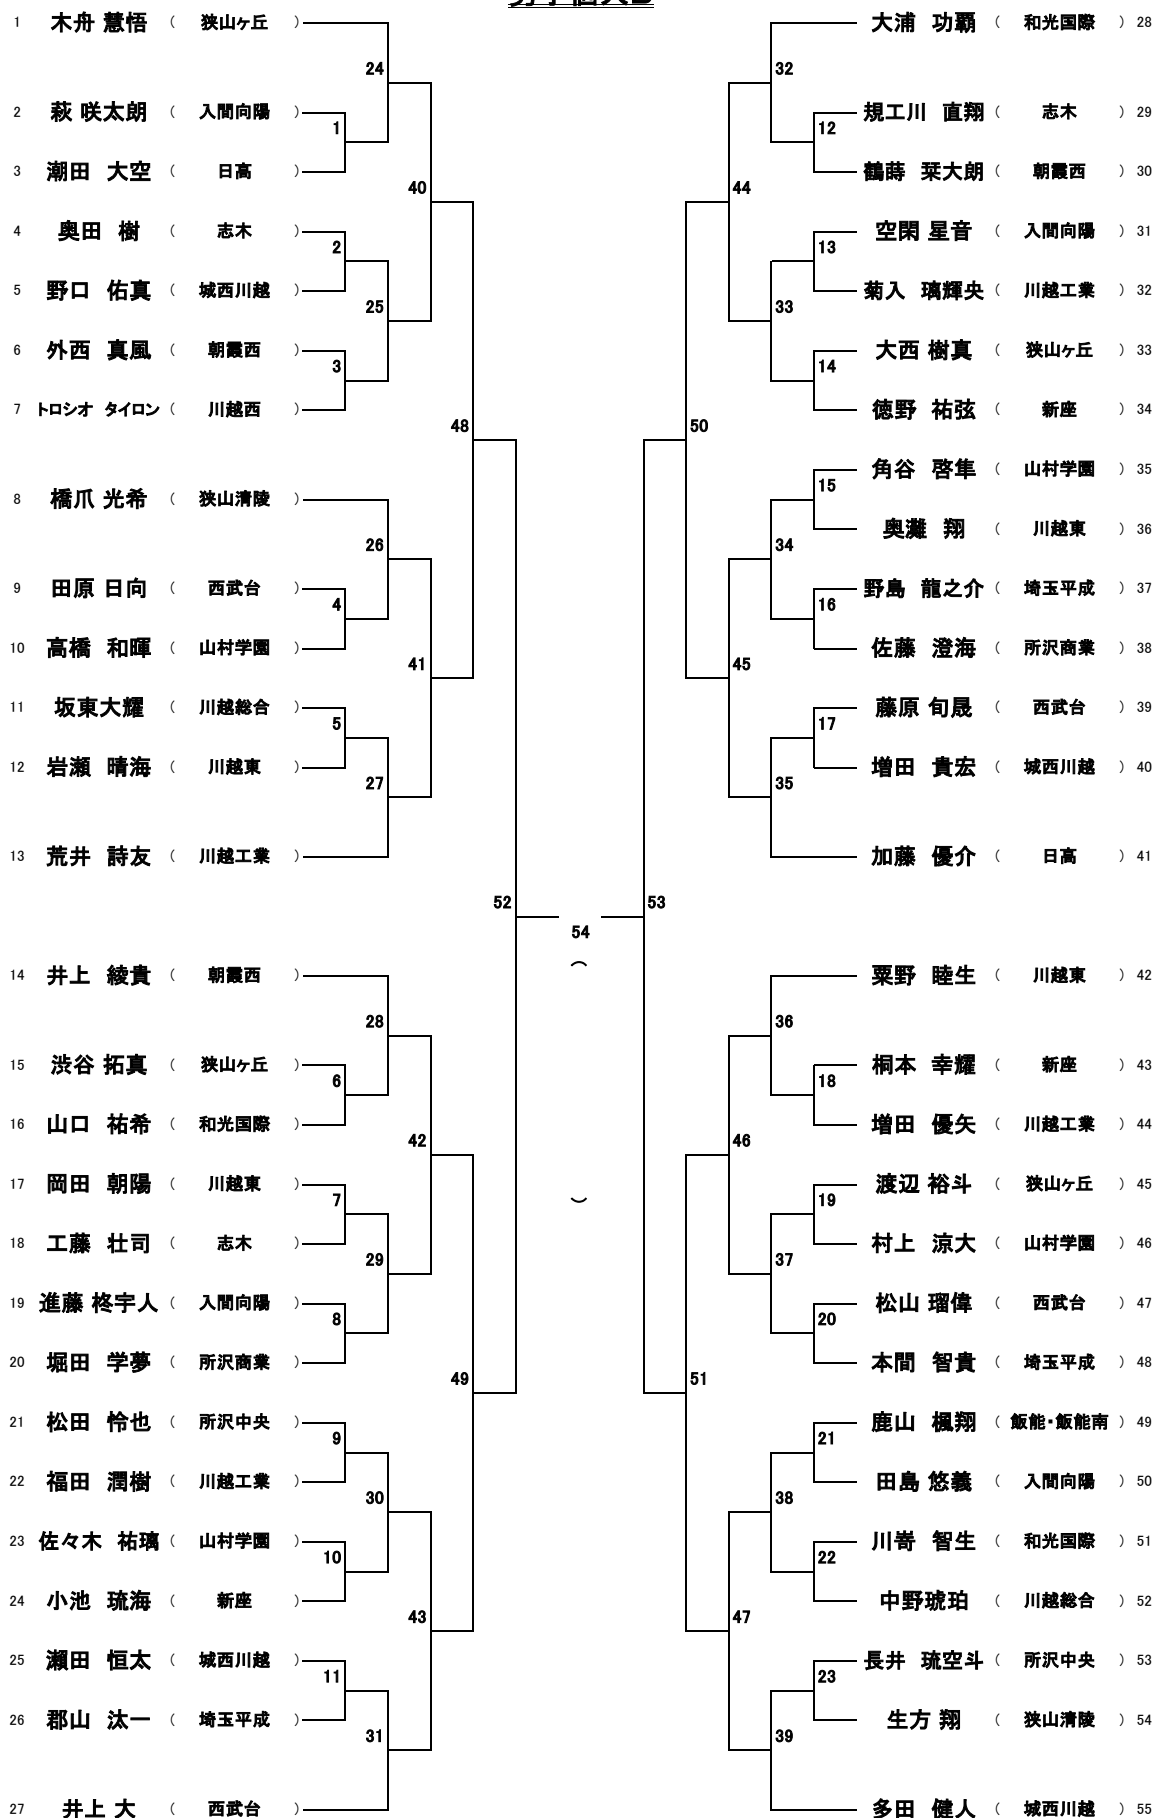 1 木舟 慧悟 （ 狭山ヶ丘 ）
24
2 萩 咲太朗 （ 入間向陽 ）
1
3 潮田 大空 （ 日高 ）
40
4 奥田 樹 （ 志木 ）
2
5 野口 佑真 （ 城西川越 ）
25
6 外西 真風 （ 朝霞西 ）
3
7 トロシオ タイロン （ 川越西 ）
48
8 橋爪 光希 （ 狭山清陵 ）
26
9 田原 日向 （ 西武台 ）
4
10 高橋 和暉 （ 山村学園 ）
41
11 坂東大耀 （ 川越総合 ）
5
12 岩瀬 晴海 （ 川越東 ）
27
13 荒井 詩友 （ 川越工業 ）
52
14 井上 綾貴 （ 朝霞西 ）
28
15 渋谷 拓真 （ 狭山ヶ丘 ）
6
16 山口 祐希 （ 和光国際 ）
42
17 岡田 朝陽 （ 川越東 ）
7
18 工藤 壮司 （ 志木 ）
29
19 進藤 柊宇人 （ 入間向陽 ）
8
20 堀田 学夢 （ 所沢商業 ）
49
21 松田 怜也 （ 所沢中央 ）
9
22 福田 潤樹 （ 川越工業 ）
30
23 佐々木 祐璃 （ 山村学園 ）
10
24 小池 琉海 （ 新座 ）
43
25 瀬田 恒太 （ 城西川越 ）
11
26 郡山 汰一 （ 埼玉平成 ）
31
27 井上 大 （ 西武台 ）
54
（
）
大浦 功覇 （ 和光国際 ） 28
32
規工川 直翔 （ 志木 ） 29
12
鶴蒔 栞大朗 （ 朝霞西 ） 30
44
空閑 星音 （ 入間向陽 ） 31
13
菊入 璃輝央 （ 川越工業 ） 32
33
大西 樹真 （ 狭山ヶ丘 ） 33
14
徳野 祐弦 （ 新座 ） 34
50
角谷 啓隼 （ 山村学園 ） 35
15
奥灘 翔 （ 川越東 ） 36
34
野島 龍之介 （ 埼玉平成 ） 37
16
佐藤 澄海 （ 所沢商業 ） 38
45
藤原 旬晟 （ 西武台 ） 39
17
増田 貴宏 （ 城西川越 ） 40
35
加藤 優介 （ 日高 ） 41
53
粟野 睦生 （ 川越東 ） 42
36
桐本 幸耀 （ 新座 ） 43
18
増田 優矢 （ 川越工業 ） 44
46
渡辺 裕斗 （ 狭山ヶ丘 ） 45
19
村上 涼大 （ 山村学園 ） 46
37
松山 瑠偉 （ 西武台 ） 47
20
本間 智貴 （ 埼玉平成 ） 48
51
鹿山 楓翔 （ 飯能・飯能南 ） 49
21
田島 悠義 （ 入間向陽 ） 50
38
川嵜 智生 （ 和光国際 ） 51
22
中野琥珀 （ 川越総合 ） 52
47
長井 琉空斗 （ 所沢中央 ） 53
23
生方 翔 （ 狭山清陵 ） 54
39
多田 健人 （ 城西川越 ） 55